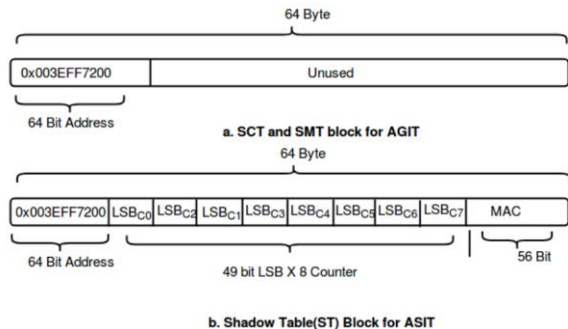 64 Byte
0x003EFF7200 Unused
64 Bit Address
a. SCT and SMT block for AGIT
64 Byte
0x003EFF7200 LSBC0 LSBC2 LSBC1 LSBC3 LSBC4 LSBC5 LSBC6 LSBC7 MAC
64 Bit Address
49 bit LSB X 8 Counter
56 Bit
b. Shadow Table(ST) Block for ASIT